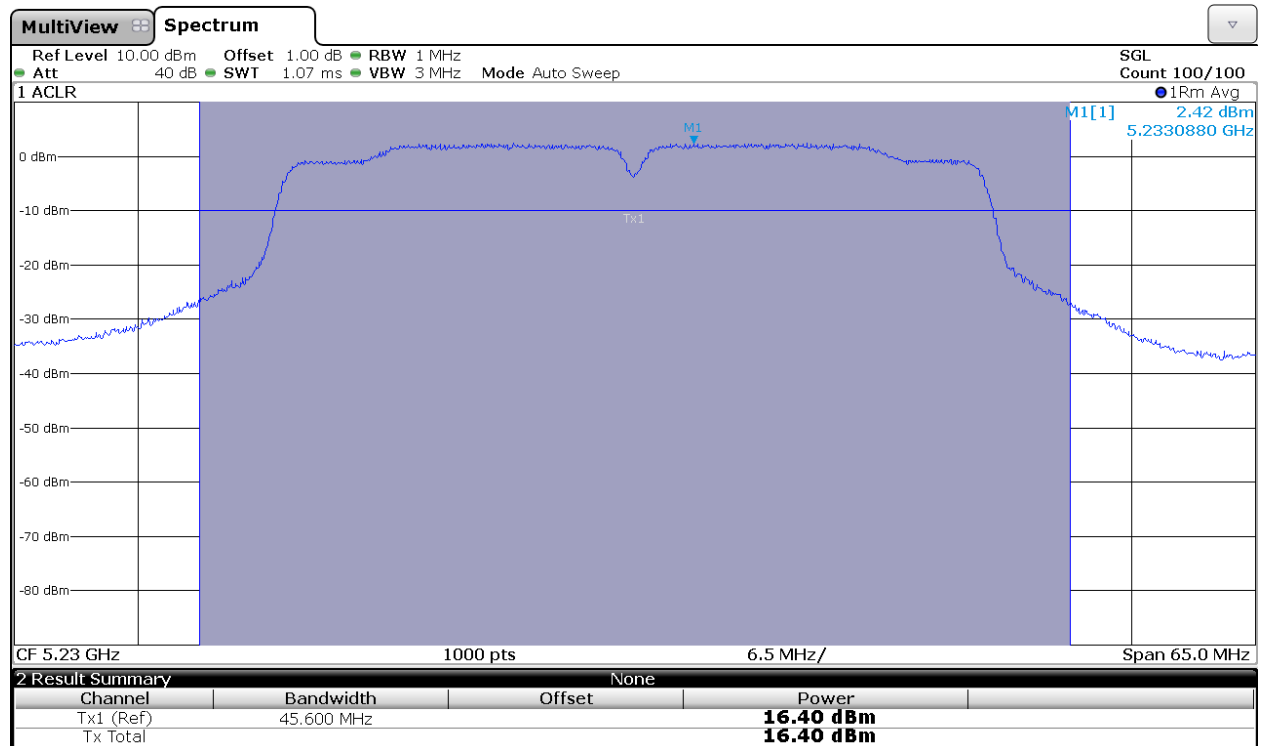 MultiView Spectrum
Ref Level 10.00 dBm Offset 1.00 dB RBW 1 MHz SGL
Att 40 dB SWT 1.07 ms VBW 3 MHz Mode Auto Sweep Count 100/100
1 ACLR 1Rm Avg
M1[1] 2.42 dBm
5.2330880 GHz
M1
0 dBm
-10 dBm
Tx1
-20 dBm
-30 dBm
-40 dBm
-50 dBm
-60 dBm
-70 dBm
-80 dBm
CF 5.23 GHz 1000 pts 6.5 MHz/ Span 65.0 MHz
2 Result Summary None
Channel Bandwidth Offset Power
Tx1 (Ref) 45.600 MHz 16.40 dBm
Tx Total 16.40 dBm